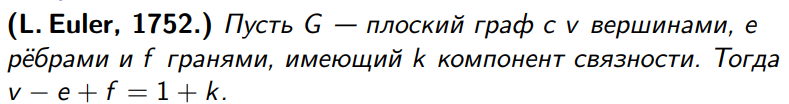 (L. Euler, 1752.) Пусть G — плоский граф с v вершинами, e
рёбрами и f гранями, имеющий k компонент связности. Тогда
v − e + f = 1 + k.